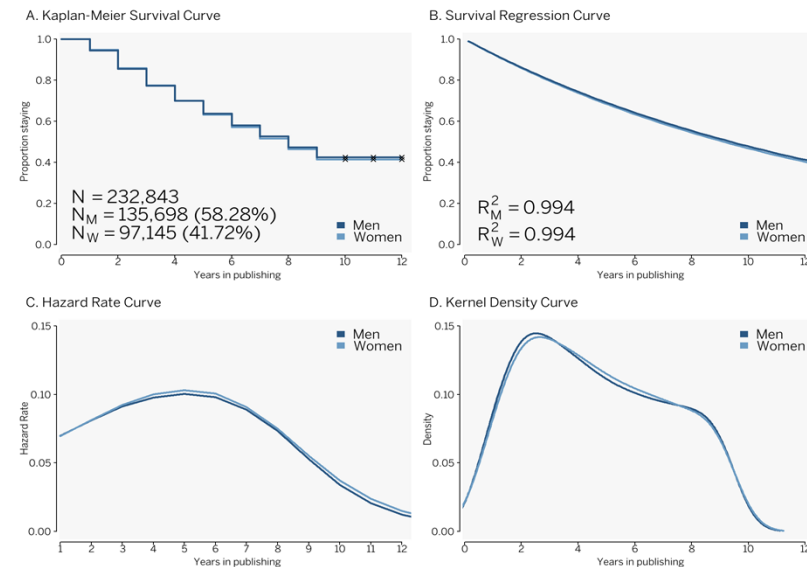 A. Kaplan-Meier Survival Curve
1.0
0.8
0.6
0.4
0.2
0.0
Proportion staying
N = 232,843
N_M = 135,698 (58.28%)
N_W = 97,145 (41.72%)
Men
Women
0 2 4 6 8 10 12
Years in publishing
B. Survival Regression Curve
1.0
0.8
0.6
0.4
0.2
0.0
Proportion staying
R²_M = 0.994
R²_W = 0.994
Men
Women
0 2 4 6 8 10 12
Years in publishing
C. Hazard Rate Curve
0.15
0.10
0.05
0.00
Hazard Rate
Men
Women
1 2 3 4 5 6 7 8 9 10 11 12
Years in publishing
D. Kernel Density Curve
0.15
0.10
0.05
0.00
Density
Men
Women
0 2 4 6 8 10 12
Years in publishing